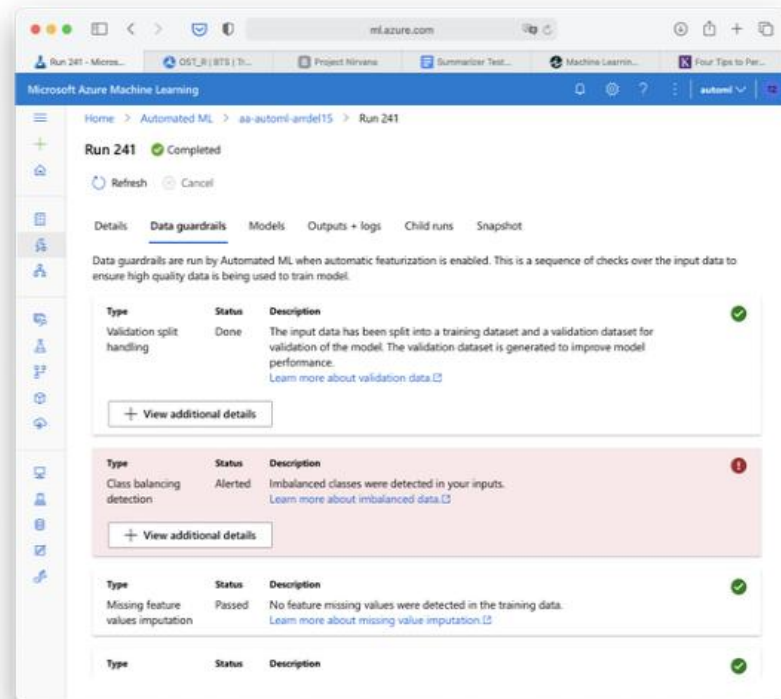 ml.azure.com
Run 241 - Micros...
OST_R | BTS | Tr...
Project Nirvana
Summarizer Test...
Machine Learnin...
Four Tips to Per...
Microsoft Azure Machine Learning
automl
Home > Automated ML > aa-automl-amdel15 > Run 241
Run 241 Completed
Refresh Cancel
Details Data guardrails Models Outputs + logs Child runs Snapshot
Data guardrails are run by Automated ML when automatic featurization is enabled. This is a sequence of checks over the input data to
ensure high quality data is being used to train model.
Type Status Description
Validation split Done The input data has been split into a training dataset and a validation dataset for
handling validation of the model. The validation dataset is generated to improve model
performance.
Learn more about validation data.
+ View additional details
Type Status Description
Class balancing Alerted Imbalanced classes were detected in your inputs.
detection Learn more about imbalanced data.
+ View additional details
Type Status Description
Missing feature Passed No feature missing values were detected in the training data.
values imputation Learn more about missing value imputation.
Type Status Description